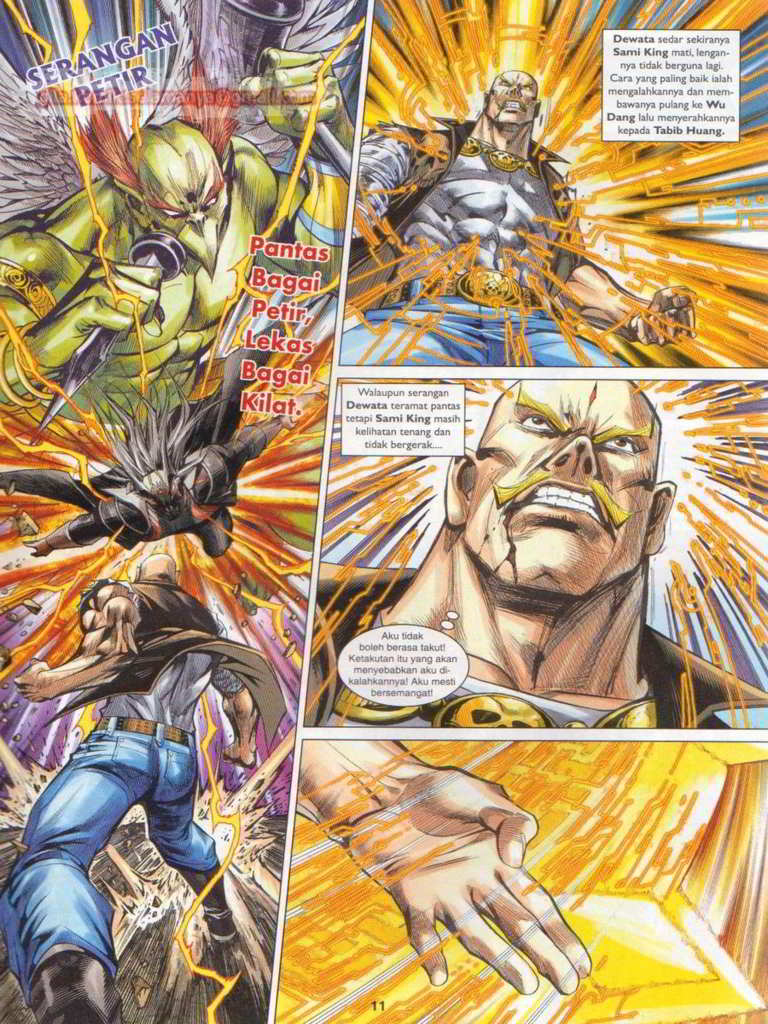 SERANGAN
PETIR
Pantas
Bagai
Petir,
Lekas
Bagai
Kilat.
Dewata sedar sekiranya
Sami King mati, lengan-
nya tidak berguna lagi.
Cara yang paling baik ialah
mengalahkannya dan mem-
bawanya pulang ke Wu
Dang lalu menyerahkannya
kepada Tabib Huang.
Walaupun serangan
Dewata teramat pantas
tetapi Sami King masih
kelihatan tenang dan
tidak bergerak....
Aku tidak
boleh berasa takut!
Ketakutan itu yang akan
menyebabkan aku di-
kalahkannya! Aku mesti
bersemangat!
11